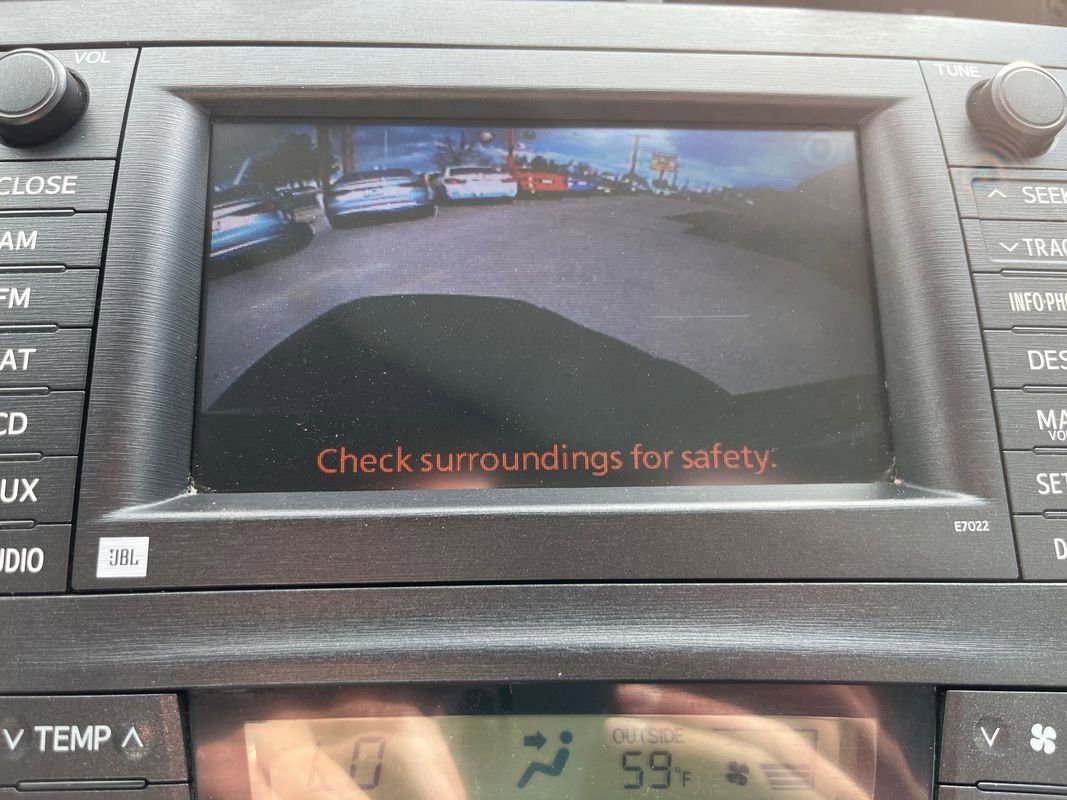 VOL
TUNE
CLOSE
AM
FM
AT
CD
UX
UDIO
SEEK
TRAC
INFO·PHO
DES
MA
VO
SET
D
Check surroundings for safety.
JBL
E7022
TEMP
OUTSIDE
59°F